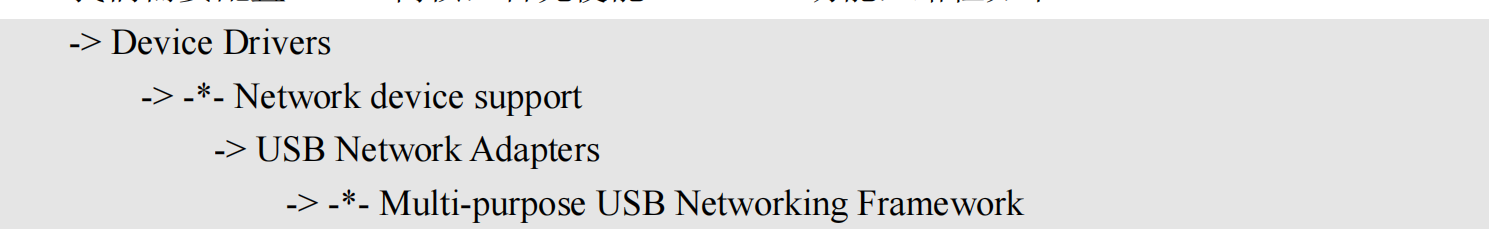 -> Device Drivers
-> -*- Network device support
-> USB Network Adapters
-> -*- Multi-purpose USB Networking Framework